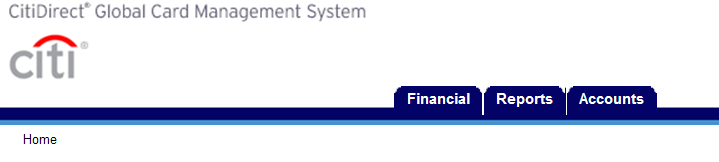 CitiDirect® Global Card Management System
citi®
Financial Reports Accounts
Home